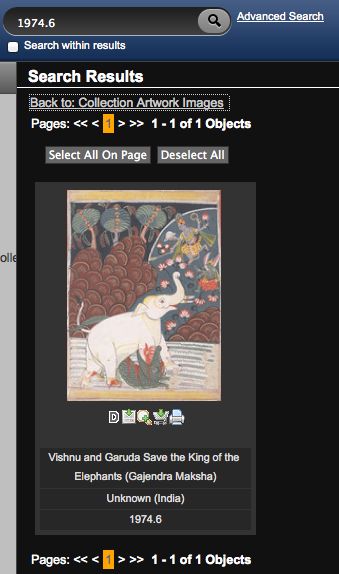 1974.6
Advanced Search
Search within results
Search Results
Back to: Collection Artwork Images
Pages: << < 1 > >> 1 - 1 of 1 Objects
Select All On Page Deselect All
olle
D
Vishnu and Garuda Save the King of the
Elephants (Gajendra Maksha)
Unknown (India)
1974.6
Pages: << < 1 > >> 1 - 1 of 1 Objects